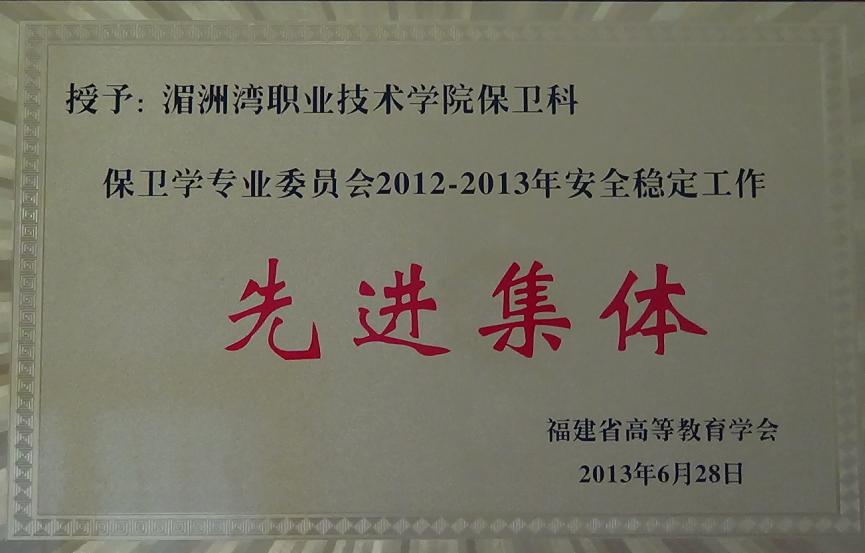 授予：湄洲湾职业技术学院保卫科
保卫学专业委员会2012-2013年安全稳定工作
先进集体
福建省高等教育学会
2013年6月28日